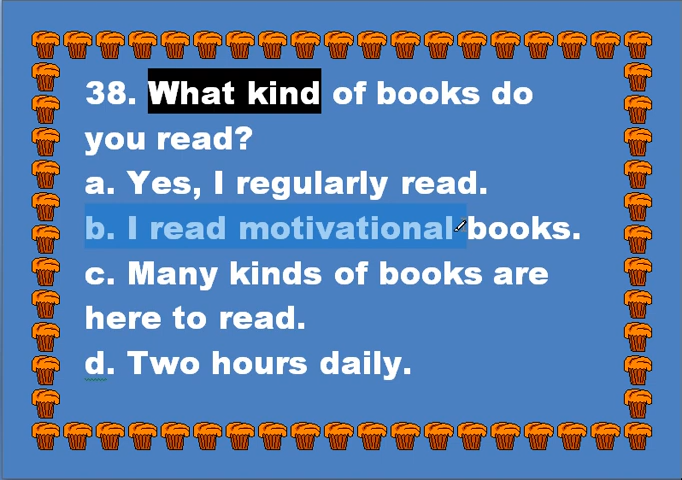 38. What kind of books do
you read?
a. Yes, I regularly read.
b. I read motivational books.
c. Many kinds of books are
here to read.
d. Two hours daily.